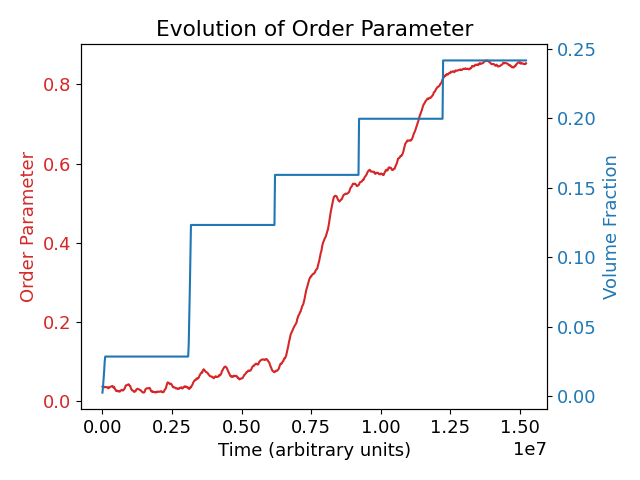 Evolution of Order Parameter
Order Parameter
0.8
0.6
0.4
0.2
0.0
0.25
0.20
0.15
0.10
0.05
0.00
Volume Fraction
0.00 0.25 0.50 0.75 1.00 1.25 1.50
1e7
Time (arbitrary units)